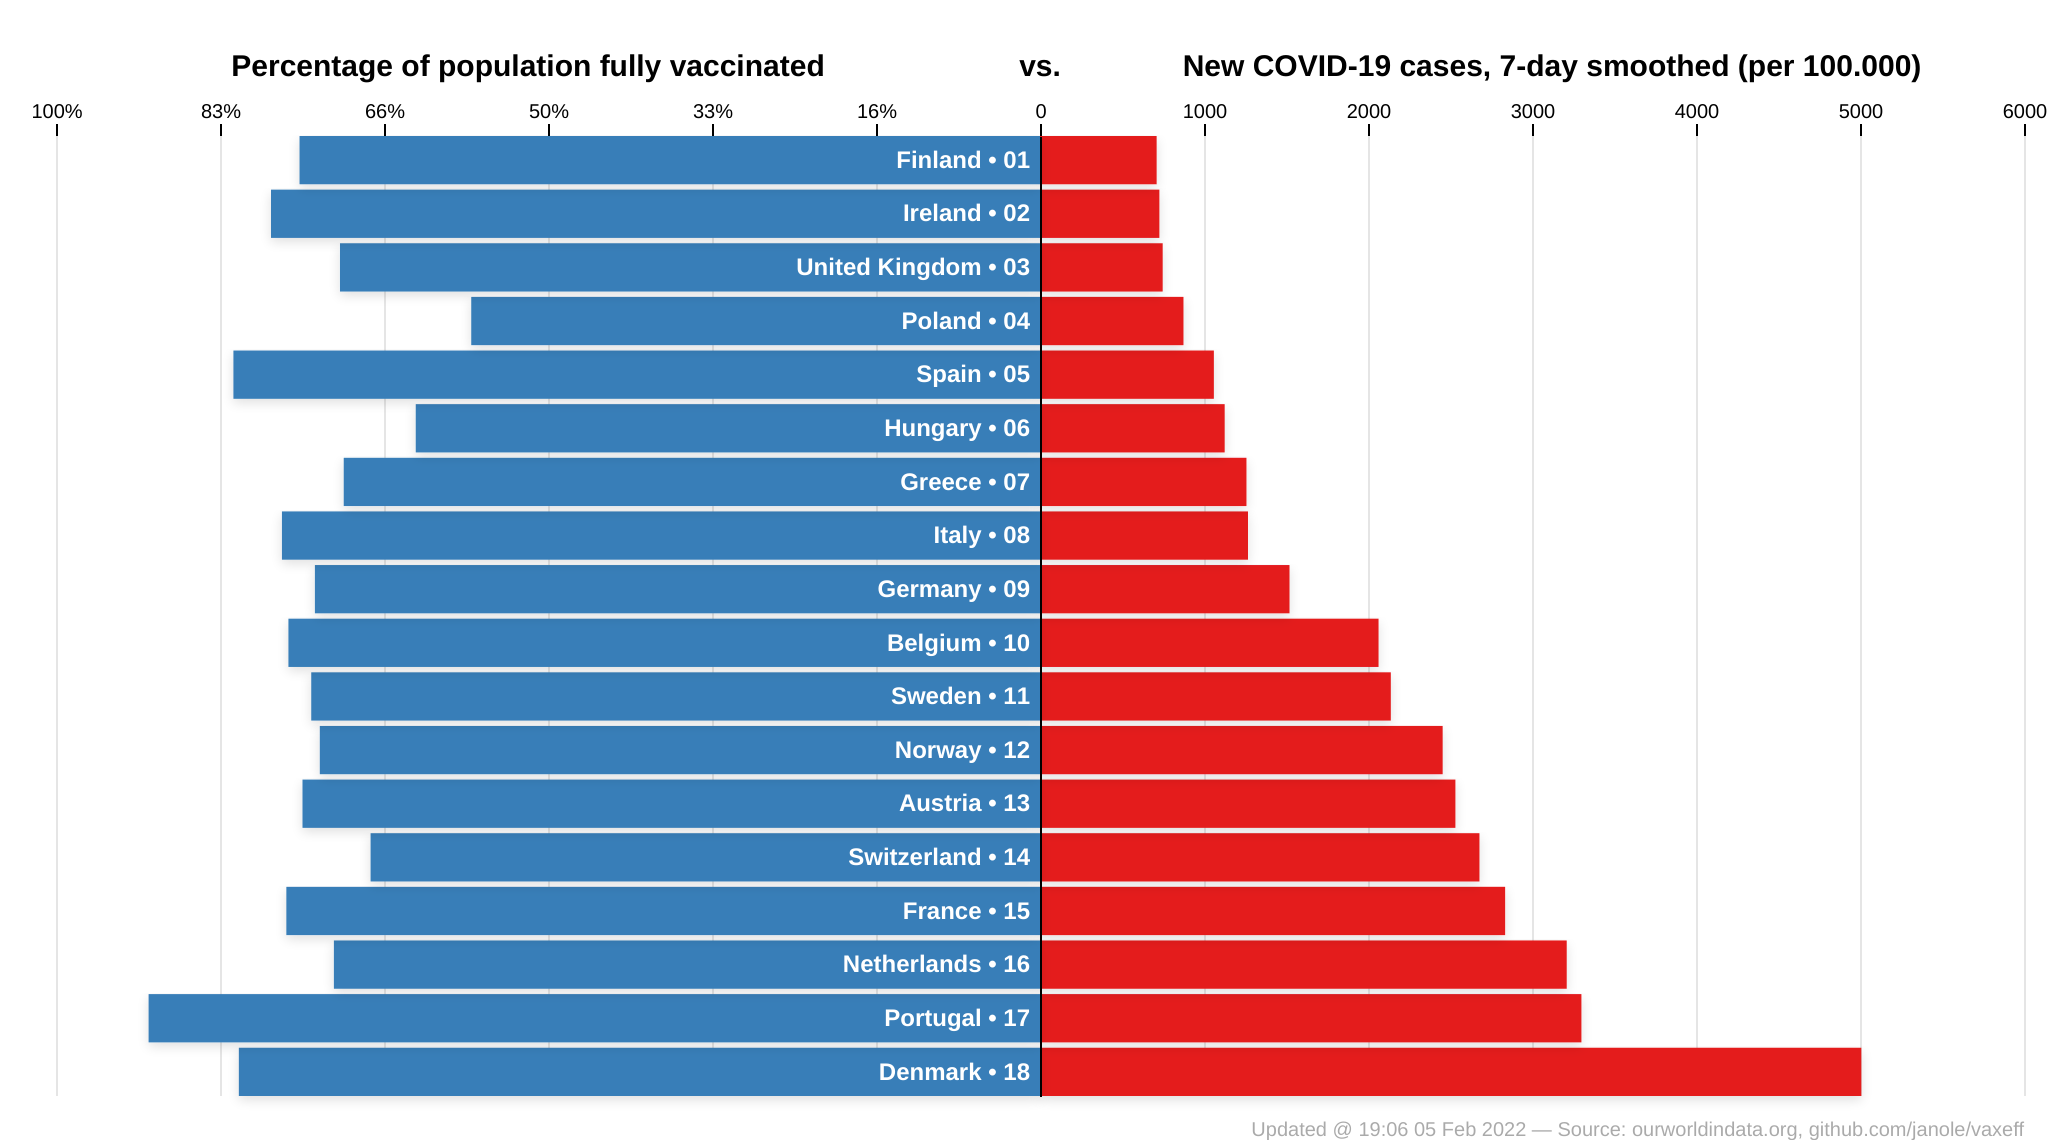 Percentage of population fully vaccinated vs. New COVID-19 cases, 7-day smoothed (per 100.000)
100% 83% 66% 50% 33% 16% 0 1000 2000 3000 4000 5000 6000
Finland • 01
Ireland • 02
United Kingdom • 03
Poland • 04
Spain • 05
Hungary • 06
Greece • 07
Italy • 08
Germany • 09
Belgium • 10
Sweden • 11
Norway • 12
Austria • 13
Switzerland • 14
France • 15
Netherlands • 16
Portugal • 17
Denmark • 18
Updated @ 19:06 05 Feb 2022 — Source: ourworldindata.org, github.com/janole/vaxeff